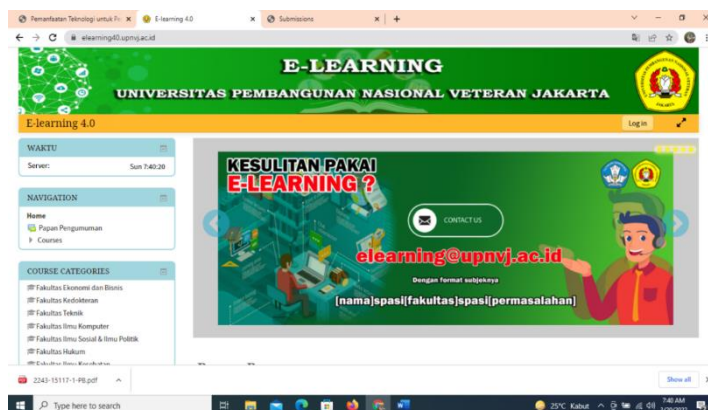 Pemanfaatan Teknologi untuk Pe
E-learning 4.0
Submissions
elearning40.upnvj.ac.id
E-LEARNING
UNIVERSITAS PEMBANGUNAN NASIONAL VETERAN JAKARTA
E-learning 4.0
Log in
WAKTU
Server: Sun 7:40:20
NAVIGATION
Home
Papan Pengumuman
Courses
COURSE CATEGORIES
Fakultas Ekonomi dan Bisnis
Fakultas Kedokteran
Fakultas Teknik
Fakultas Ilmu Komputer
Fakultas Ilmu Sosial & Ilmu Politik
Fakultas Hukum
KESULITAN PAKAI
E-LEARNING ?
CONTACT US
elearning@upnvj.ac.id
Dengan format subjeknya
[nama]spasi[fakultas]spasi[permasalahan]
2243-15117-1-PB.pdf
Show all
Type here to search
25°C Kabut
7:40 AM